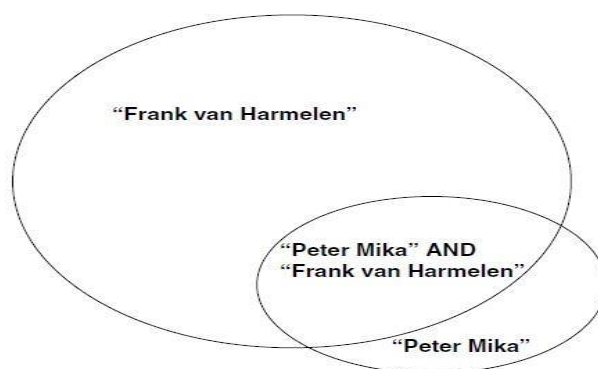 “Frank van Harmelen”
“Peter Mika” AND
“Frank van Harmelen”
“Peter Mika”